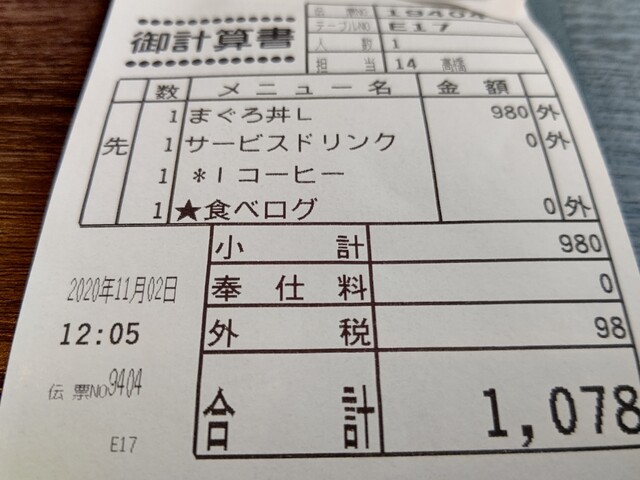 御計算書
テーブルNO E17
人数 1
担当 14 高橋
数 メニュー名 金額
1 まぐろ丼L 980 外
先 1 サービスドリンク 0 外
1 *Iコーヒー
1 ★食べログ 0 外
小計 980
奉仕料 0
外税 98
合計 1,078
2020年11月02日
12:05
伝票NO9404
E17